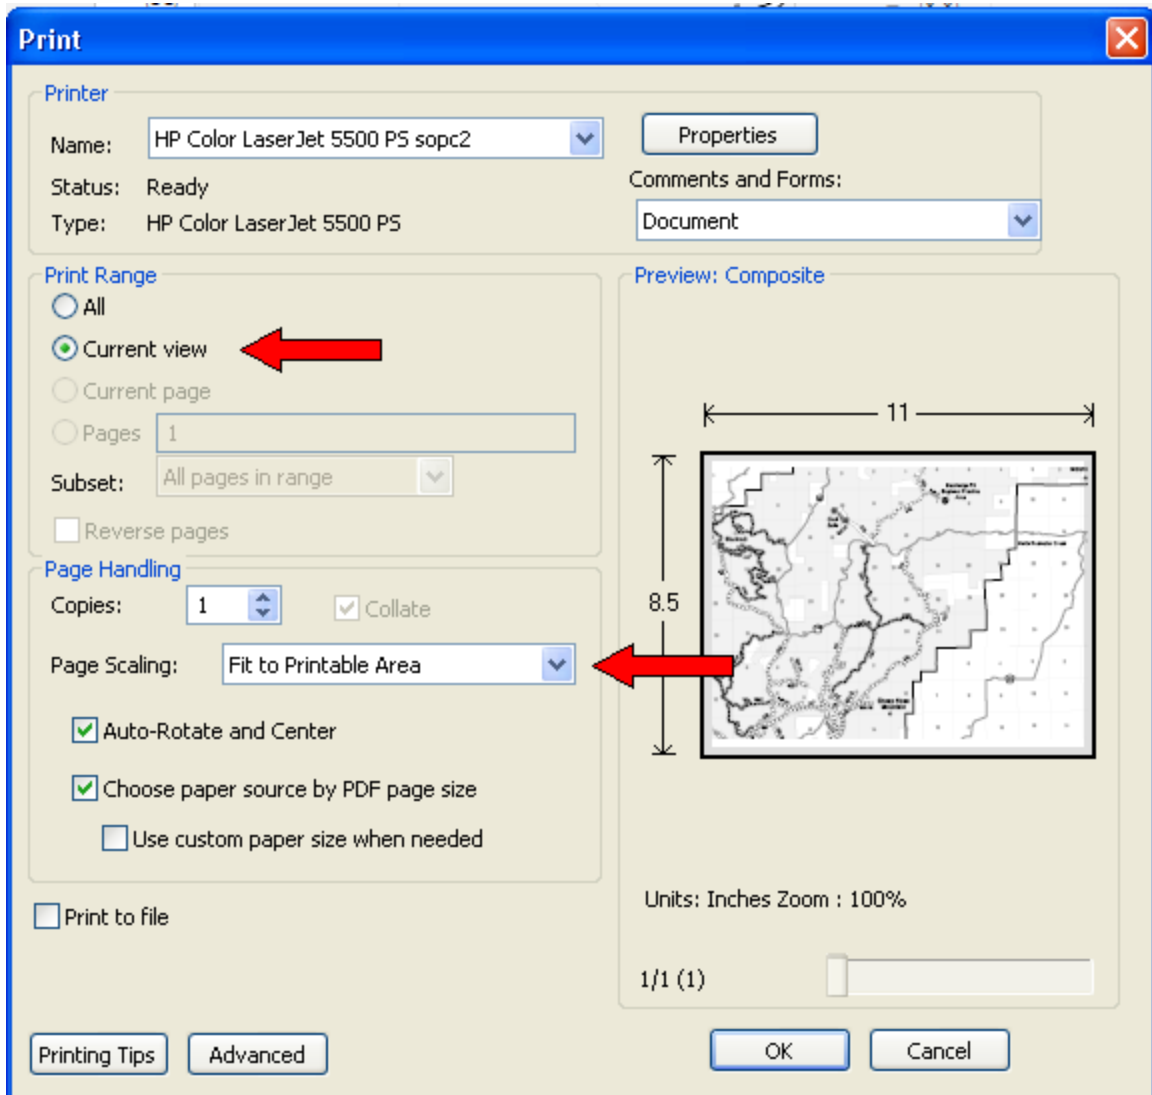 Print
Printer
Name: HP Color LaserJet 5500 PS sopc2
Properties
Status: Ready
Comments and Forms:
Type: HP Color LaserJet 5500 PS
Document
Print Range
All
Current view
Current page
Pages 1
Subset: All pages in range
Reverse pages
Preview: Composite
11
8.5
Page Handling
Copies: 1
Collate
Page Scaling: Fit to Printable Area
Auto-Rotate and Center
Choose paper source by PDF page size
Use custom paper size when needed
Units: Inches Zoom : 100%
Print to file
1/1 (1)
Printing Tips
Advanced
OK
Cancel